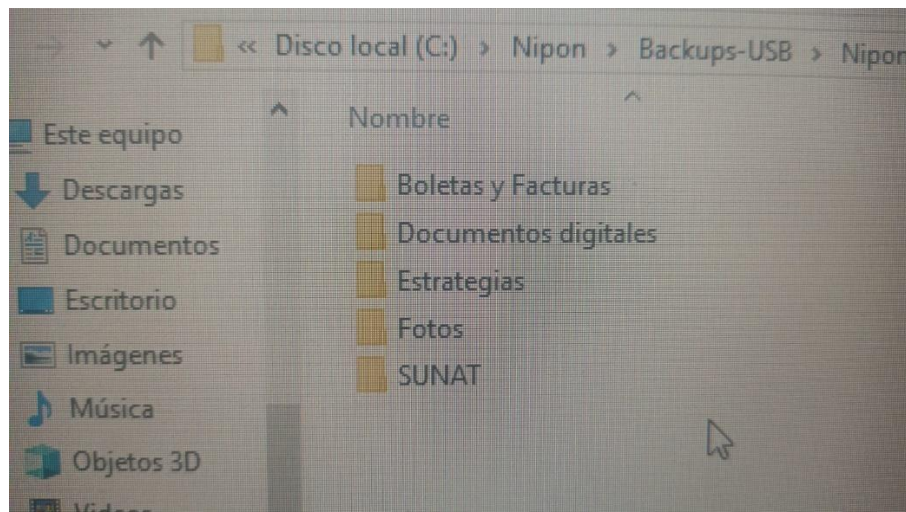 « Disco local (C:) > Nipon > Backups-USB > Nipon
Este equipo
Descargas
Documentos
Escritorio
Imágenes
Música
Objetos 3D
Videos
Nombre
Boletas y Facturas
Documentos digitales
Estrategias
Fotos
SUNAT